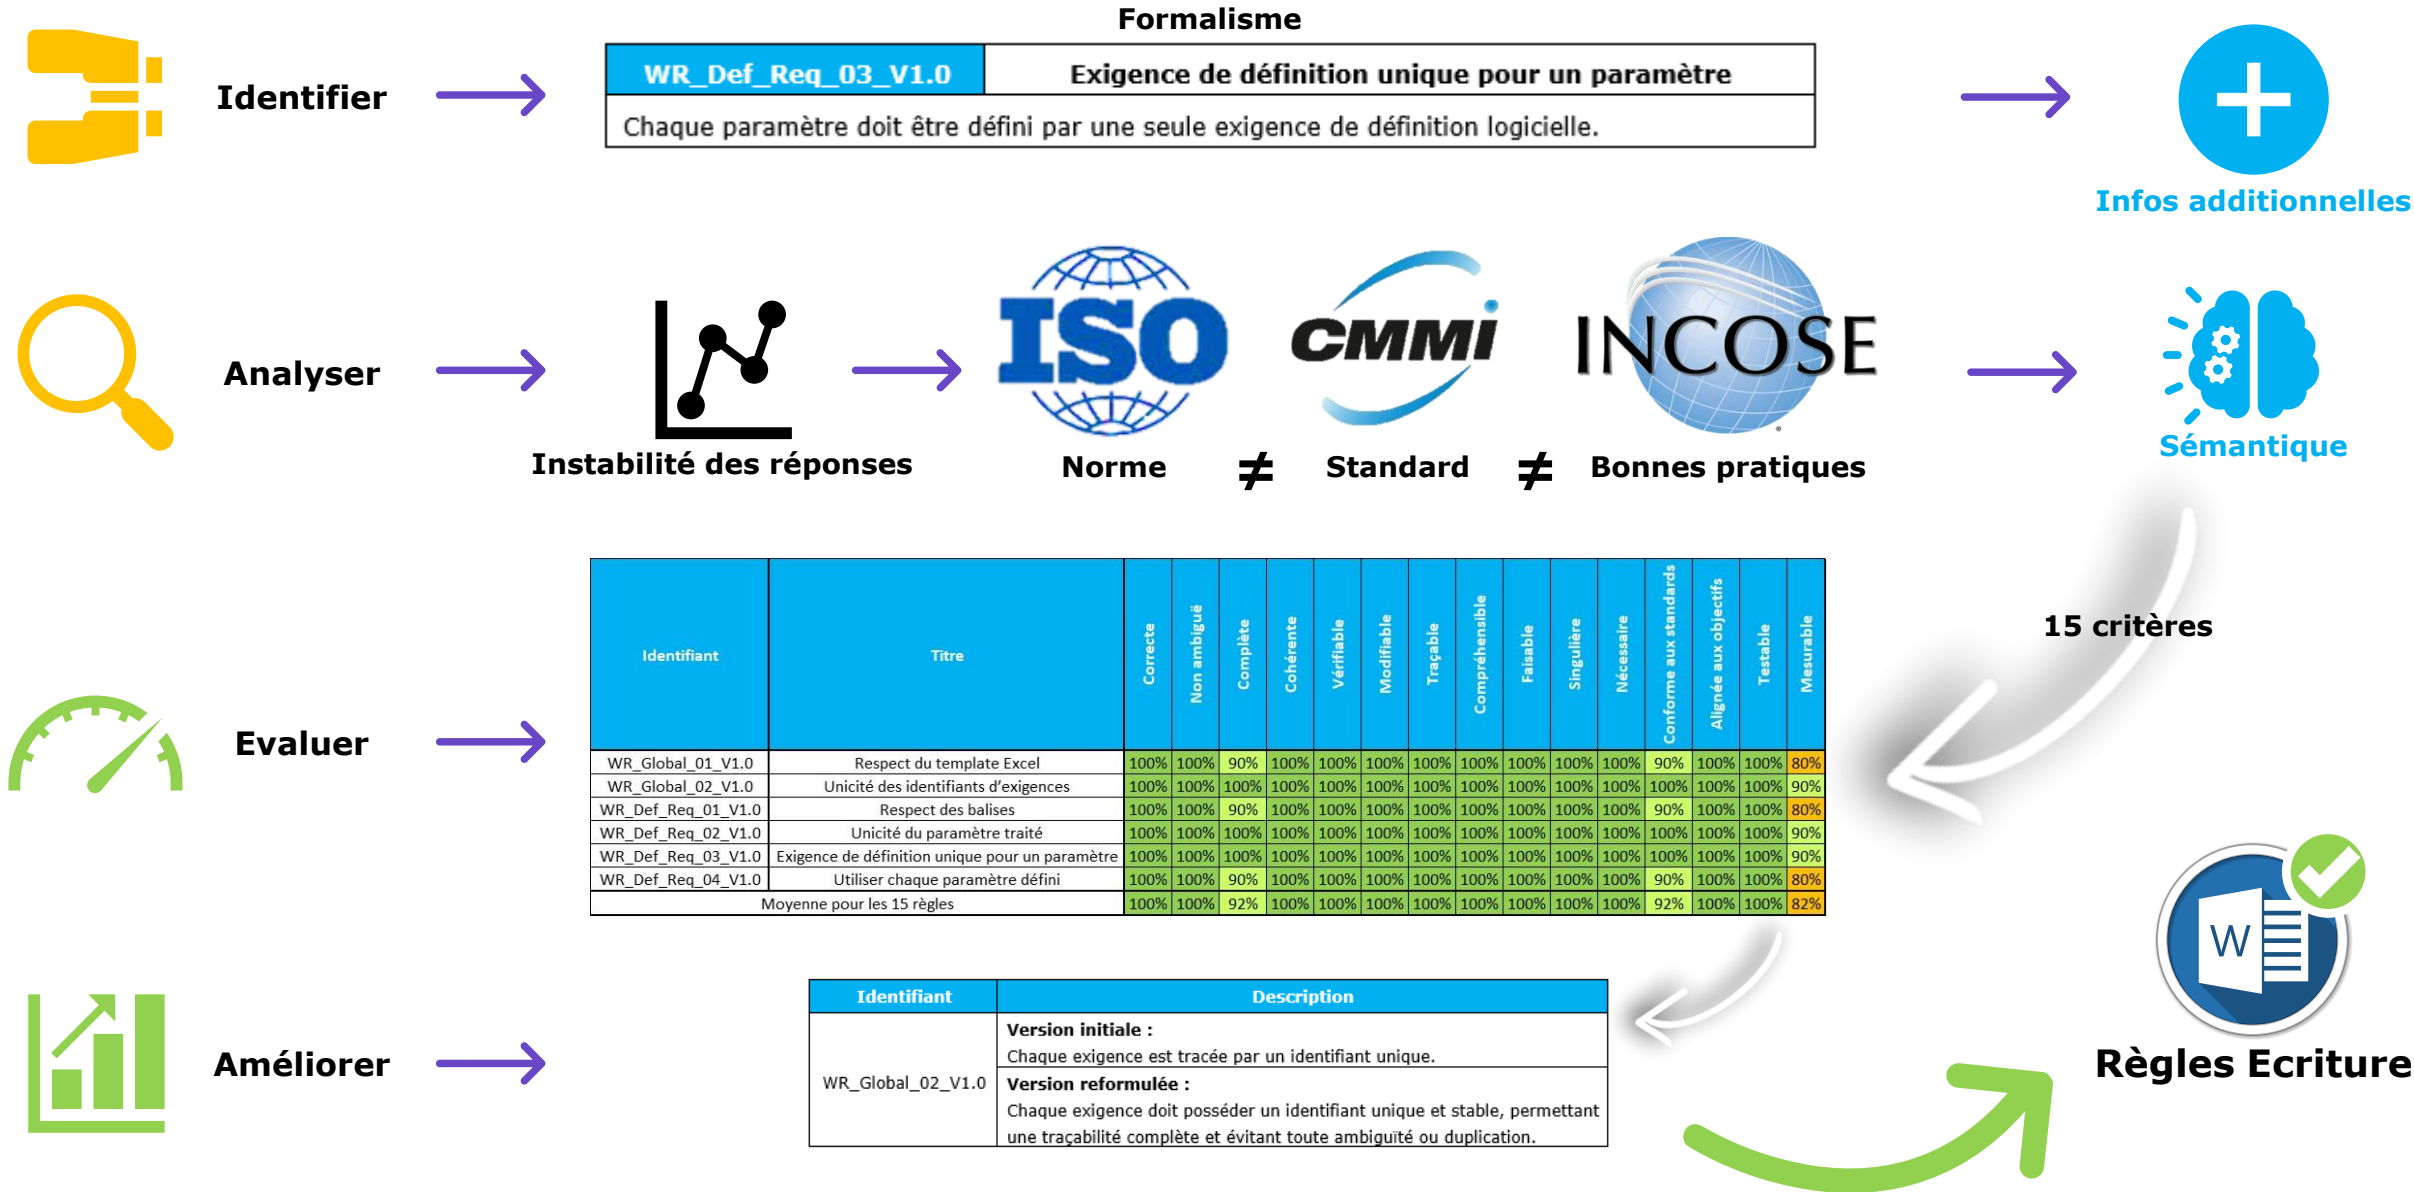 Formalisme
Identifier
WR_Def_Req_03_V1.0 Exigence de définition unique pour un paramètre
Chaque paramètre doit être défini par une seule exigence de définition logicielle.
Infos additionnelles
Analyser
Instabilité des réponses
ISO
CMMi
INCOSE
Norme ≠ Standard ≠ Bonnes pratiques
Sémantique
15 critères
Evaluer
Identifiant Titre Correcte Non ambiguë Complète Cohérente Vérifiable Modifiable Traçable Compréhensible Faisable Singulière Nécessaire Conforme aux standards Alignée aux objectifs Testable Mesurable
WR_Global_01_V1.0 Respect du template Excel 100% 100% 90% 100% 100% 100% 100% 100% 100% 100% 100% 90% 100% 100% 80%
WR_Global_02_V1.0 Unicité des identifiants d’exigences 100% 100% 100% 100% 100% 100% 100% 100% 100% 100% 100% 100% 100% 100% 90%
WR_Def_Req_01_V1.0 Respect des balises 100% 100% 90% 100% 100% 100% 100% 100% 100% 100% 100% 90% 100% 100% 80%
WR_Def_Req_02_V1.0 Unicité du paramètre traité 100% 100% 100% 100% 100% 100% 100% 100% 100% 100% 100% 100% 100% 100% 90%
WR_Def_Req_03_V1.0 Exigence de définition unique pour un paramètre 100% 100% 100% 100% 100% 100% 100% 100% 100% 100% 100% 100% 100% 100% 90%
WR_Def_Req_04_V1.0 Utiliser chaque paramètre défini 100% 100% 90% 100% 100% 100% 100% 100% 100% 100% 100% 90% 100% 100% 80%
Moyenne pour les 15 règles 100% 100% 92% 100% 100% 100% 100% 100% 100% 100% 100% 92% 100% 100% 82%
Améliorer
Identifiant Description
WR_Global_02_V1.0
Version initiale :
Chaque exigence est tracée par un identifiant unique.
Version reformulée :
Chaque exigence doit posséder un identifiant unique et stable, permettant
une traçabilité complète et évitant toute ambiguïté ou duplication.
W
Règles Ecriture